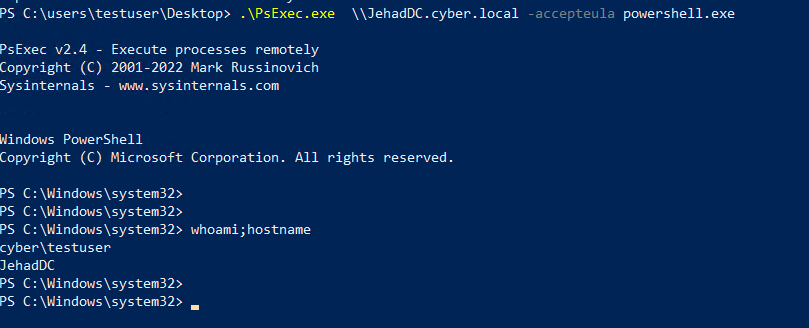 PS C:\users\testuser\Desktop> .\PsExec.exe  \\JehadDC.cyber.local -accepteula powershell.exe
PsExec v2.4 - Execute processes remotely
Copyright (C) 2001-2022 Mark Russinovich
Sysinternals - www.sysinternals.com
Windows PowerShell
Copyright (C) Microsoft Corporation. All rights reserved.
PS C:\Windows\system32>
PS C:\Windows\system32>
PS C:\Windows\system32> whoami;hostname
cyber\testuser
JehadDC
PS C:\Windows\system32>
PS C:\Windows\system32>